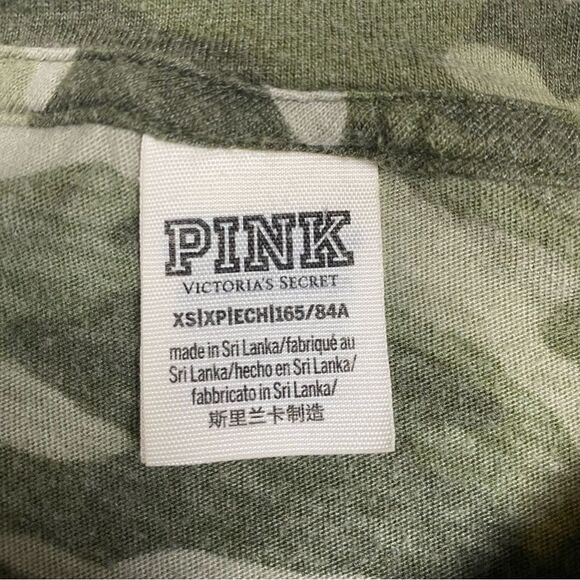 PINK
VICTORIA'S SECRET
XS|XP|ECH|165/84A
made in Sri Lanka/fabriqué au
Sri Lanka/hecho en Sri Lanka/
fabbricato in Sri Lanka/
斯里兰卡制造